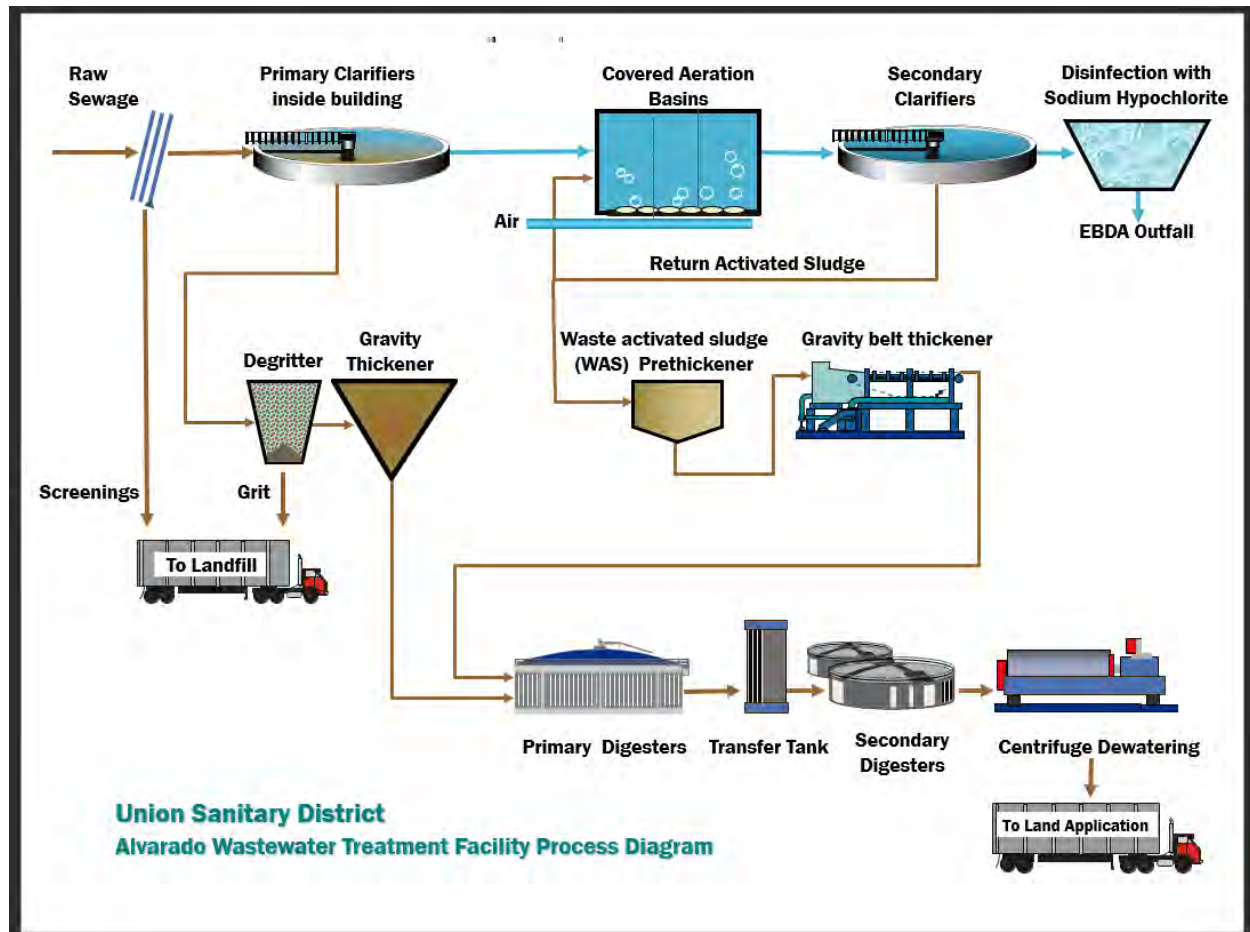 Raw
Sewage
Primary Clarifiers
inside building
Covered Aeration
Basins
Secondary
Clarifiers
Disinfection with
Sodium Hypochlorite
Air
EBDA Outfall
Return Activated Sludge
Degritter
Gravity
Thickener
Waste activated sludge
(WAS) Prethickener
Gravity belt thickener
Screenings
Grit
To Landfill
Primary Digesters
Transfer Tank
Secondary
Digesters
Centrifuge Dewatering
To Land Application
Union Sanitary District
Alvarado Wastewater Treatment Facility Process Diagram